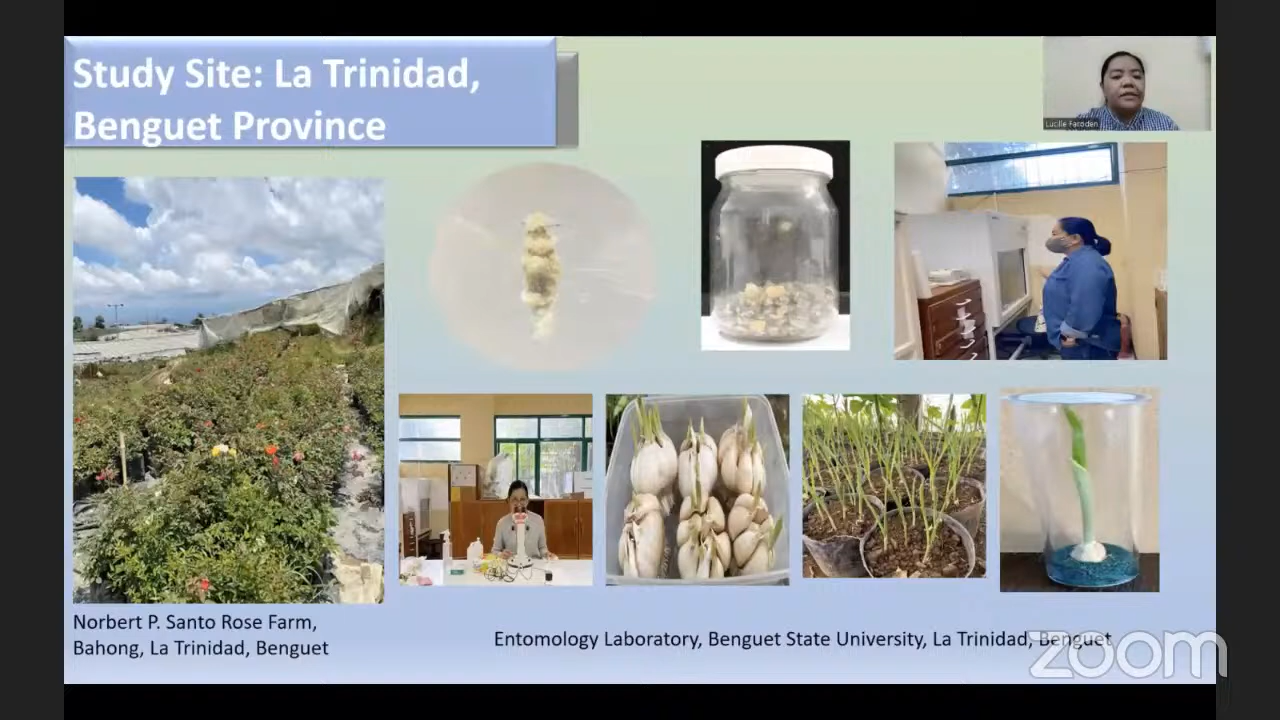 Study Site: La Trinidad,
Benguet Province
Lucille Faroden
Norbert P. Santo Rose Farm,
Bahong, La Trinidad, Benguet
Entomology Laboratory, Benguet State University, La Trinidad, Benguet
zoom